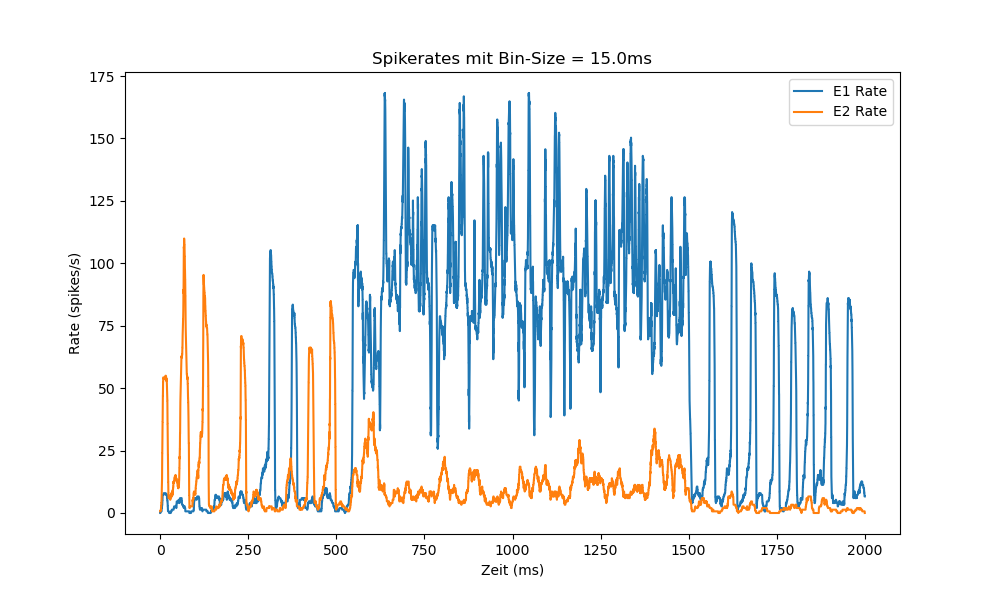 Spikerates mit Bin-Size = 15.0ms
E1 Rate
E2 Rate
Rate (spikes/s)
175
150
125
100
75
50
25
0
0 250 500 750 1000 1250 1500 1750 2000
Zeit (ms)